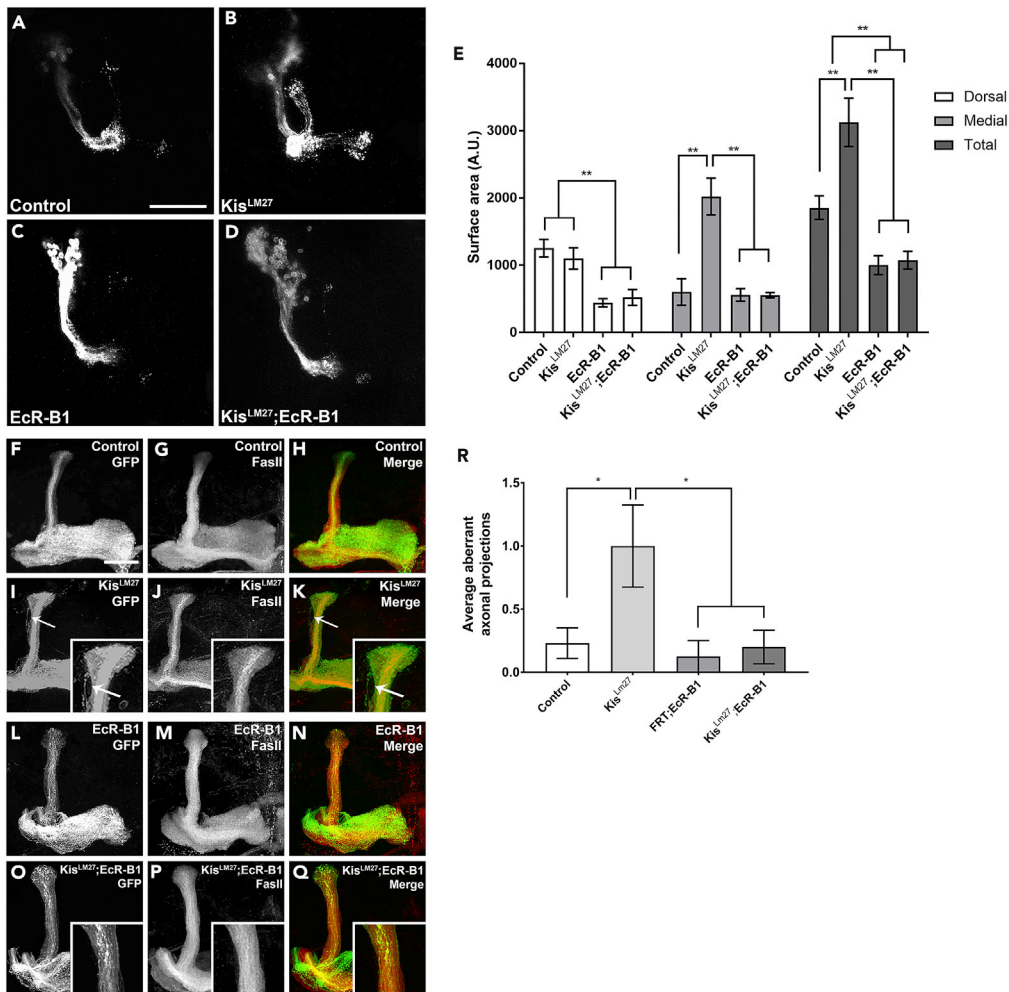 A
Control
B
Kis^LM27
C
EcR-B1
D
Kis^LM27;EcR-B1
E
Surface area (A.U.)
4000
3000
2000
1000
0
**
**
**
**
**
**
Dorsal
Medial
Total
Control
Kis^LM27
EcR-B1
Kis^LM27;EcR-B1
Control
Kis^LM27
EcR-B1
Kis^LM27;EcR-B1
Control
Kis^LM27
EcR-B1
Kis^LM27;EcR-B1
F
Control
GFP
G
Control
FasII
H
Control
Merge
I
Kis^LM27
GFP
J
Kis^LM27
FasII
K
Kis^LM27
Merge
L
EcR-B1
GFP
M
EcR-B1
FasII
N
EcR-B1
Merge
O
Kis^LM27;EcR-B1
GFP
P
Kis^LM27;EcR-B1
FasII
Q
Kis^LM27;EcR-B1
Merge
R
Average aberrant
axonal projections
1.5
1.0
0.5
0.0
*
*
Control
Kis^Lm27
FRT;EcR-B1
Kis^Lm27;EcR-B1